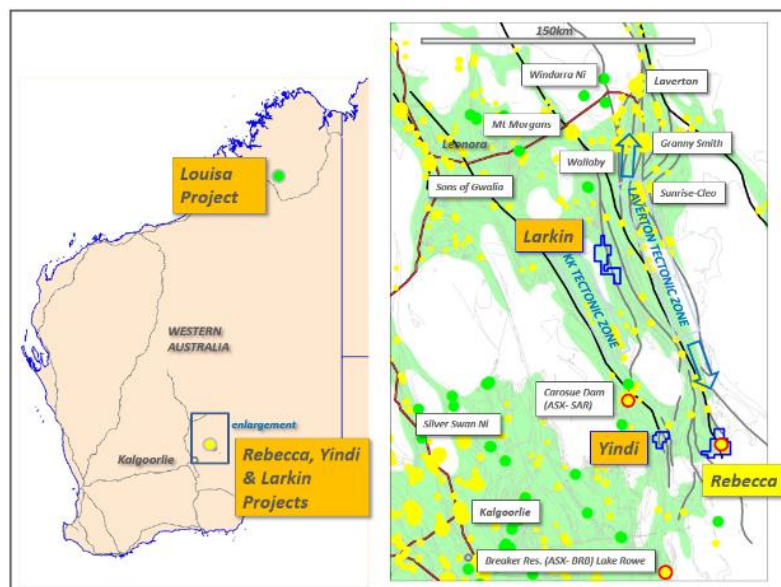 Louisa
Project
WESTERN
AUSTRALIA
enlargement
Kalgoorlie
Rebecca, Yindi
& Larkin
Projects
150km
Windarra Ni
Laverton
Mt Morgans
Leonora
Granny Smith
Wallaby
Sons of Gwalia
Sunrise-Cleo
LAVERTON TECTONIC ZONE
Larkin
KK TECTONIC ZONE
Carosue Dam
(ASX- SAR)
Silver Swan Ni
Yindi
Rebecca
Kalgoorlie
Breaker Res. (ASX- BRB) Lake Rowe